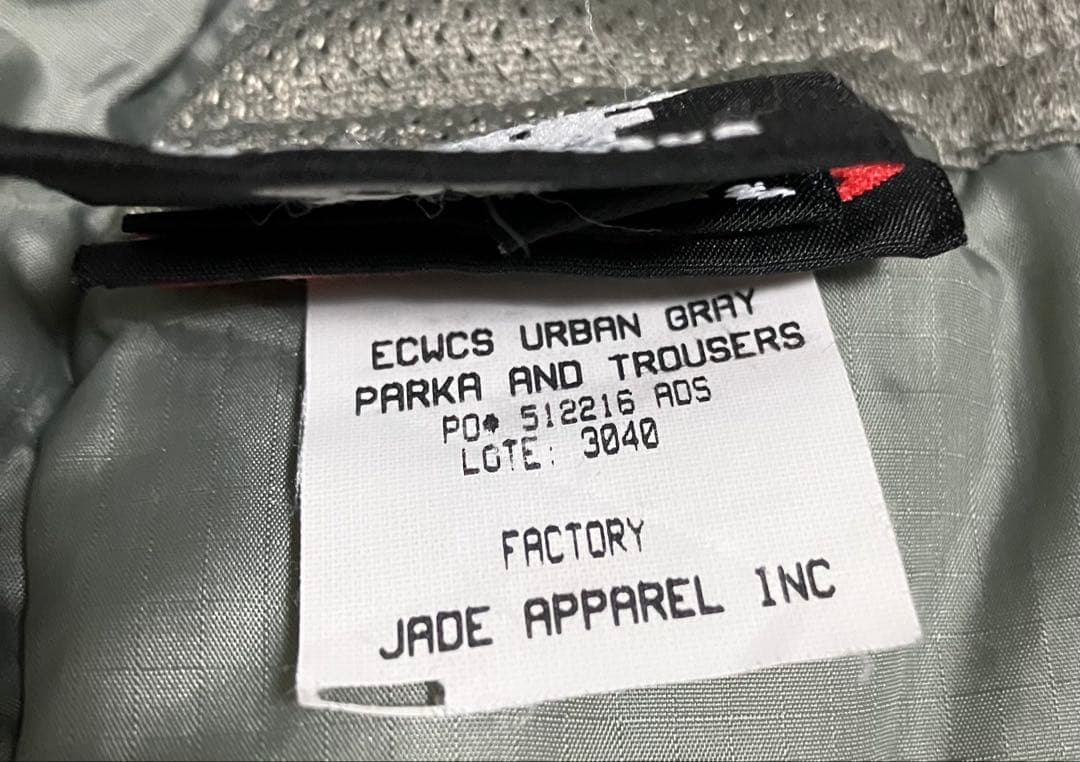 ECWCS URBAN GRAY
PARKA AND TROUSERS
PO# 512216 ADS
LOTE: 3040
FACTORY
JADE APPAREL INC